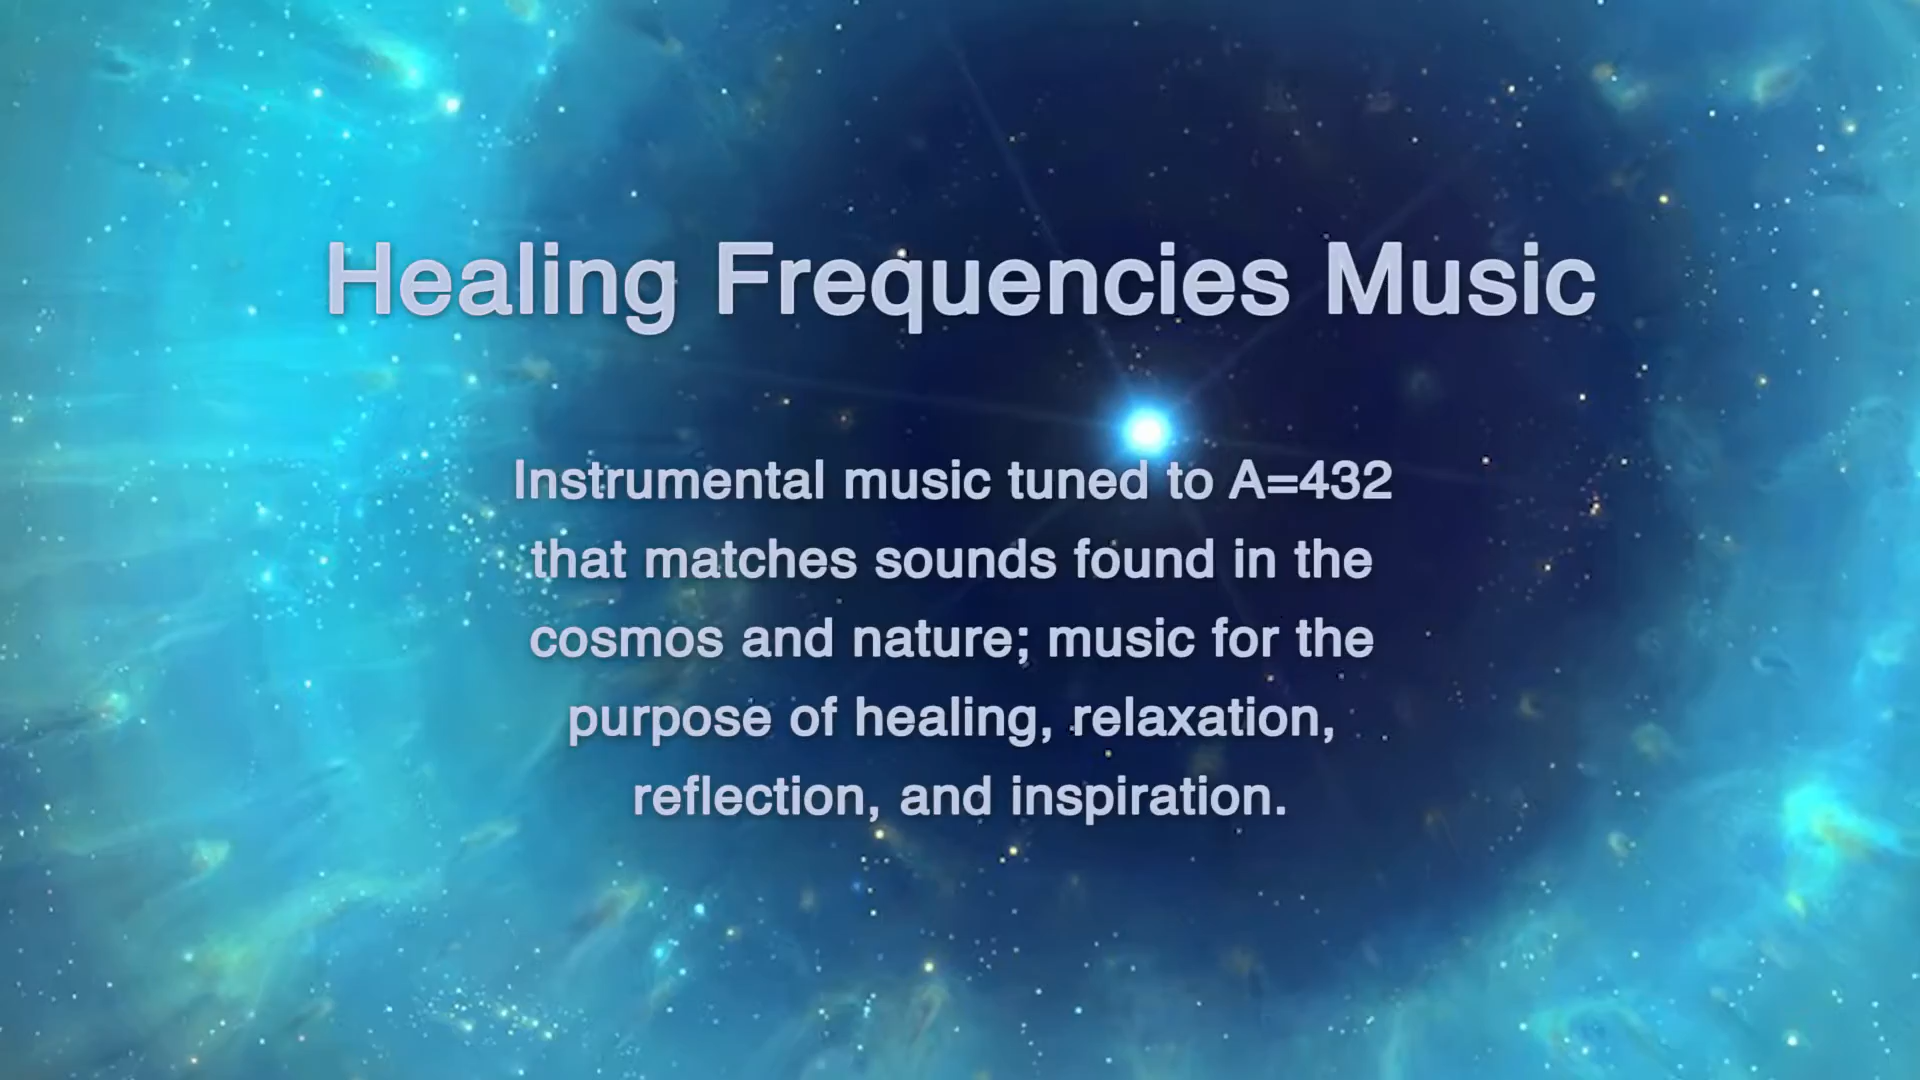 Healing Frequencies Music
Instrumental music tuned to A=432
that matches sounds found in the
cosmos and nature; music for the
purpose of healing, relaxation,
reflection, and inspiration.